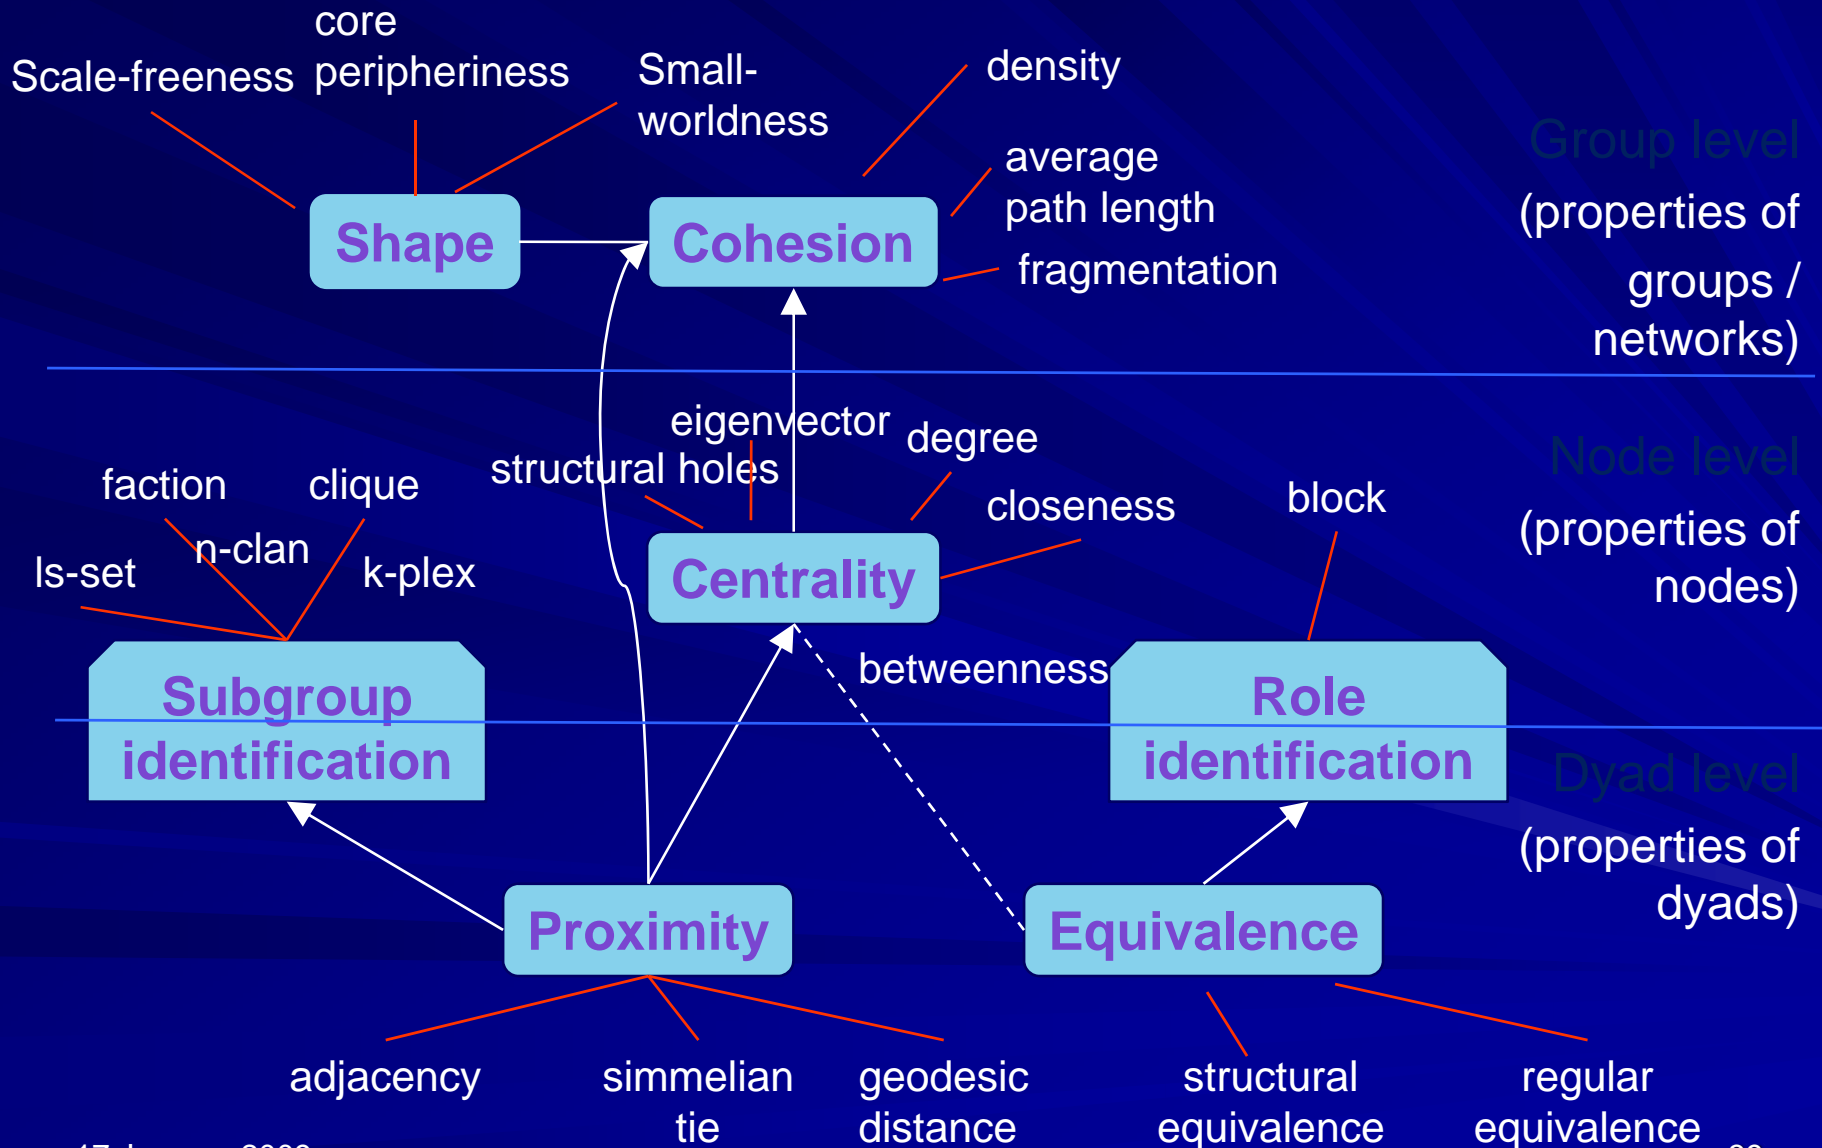 core
Scale-freeness peripheriness
Small-
worldness
density
average
path length
fragmentation
Shape
Cohesion
Group level
(properties of
groups /
networks)
eigenvector
degree
structural holes
closeness
faction
clique
n-clan
ls-set
k-plex
block
Centrality
betweenness
Node level
(properties of
nodes)
Subgroup
identification
Role
identification
Dyad level
(properties of
dyads)
Proximity
Equivalence
adjacency
simmelian
tie
geodesic
distance
structural
equivalence
regular
equivalence